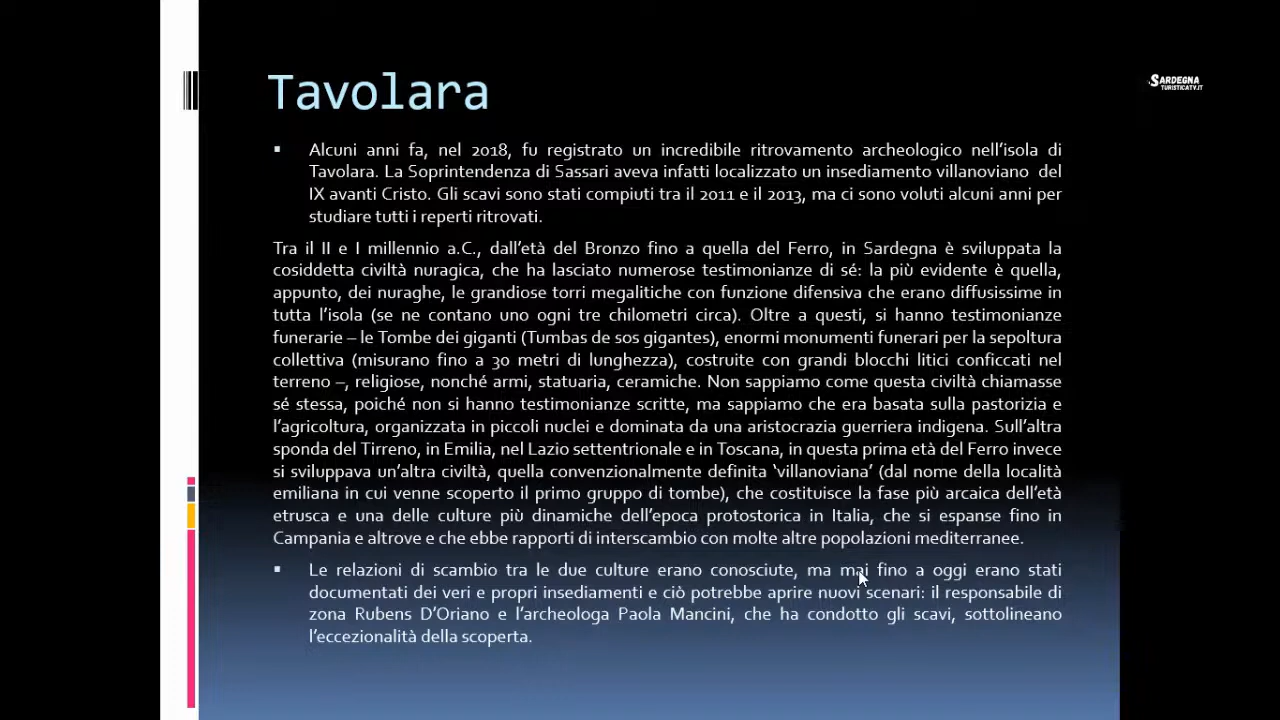 Tavolara
SARDEGNA
TURISTICATV.IT
▪ Alcuni anni fa, nel 2018, fu registrato un incredibile ritrovamento archeologico nell'isola di
Tavolara. La Soprintendenza di Sassari aveva infatti localizzato un insediamento villanoviano del
IX avanti Cristo. Gli scavi sono stati compiuti tra il 2011 e il 2013, ma ci sono voluti alcuni anni per
studiare tutti i reperti ritrovati.
Tra il II e I millennio a.C., dall'età del Bronzo fino a quella del Ferro, in Sardegna è sviluppata la
cosiddetta civiltà nuragica, che ha lasciato numerose testimonianze di sé: la più evidente è quella,
appunto, dei nuraghe, le grandiose torri megalitiche con funzione difensiva che erano diffusissime in
tutta l'isola (se ne contano uno ogni tre chilometri circa). Oltre a questi, si hanno testimonianze
funerarie – le Tombe dei giganti (Tumbas de sos gigantes), enormi monumenti funerari per la sepoltura
collettiva (misurano fino a 30 metri di lunghezza), costruite con grandi blocchi litici conficcati nel
terreno –, religiose, nonché armi, statuaria, ceramiche. Non sappiamo come questa civiltà chiamasse
sé stessa, poiché non si hanno testimonianze scritte, ma sappiamo che era basata sulla pastorizia e
l'agricoltura, organizzata in piccoli nuclei e dominata da una aristocrazia guerriera indigena. Sull'altra
sponda del Tirreno, in Emilia, nel Lazio settentrionale e in Toscana, in questa prima età del Ferro invece
si sviluppava un'altra civiltà, quella convenzionalmente definita 'villanoviana' (dal nome della località
emiliana in cui venne scoperto il primo gruppo di tombe), che costituisce la fase più arcaica dell'età
etrusca e una delle culture più dinamiche dell'epoca protostorica in Italia, che si espanse fino in
Campania e altrove e che ebbe rapporti di interscambio con molte altre popolazioni mediterranee.
▪ Le relazioni di scambio tra le due culture erano conosciute, ma mai fino a oggi erano stati
documentati dei veri e propri insediamenti e ciò potrebbe aprire nuovi scenari: il responsabile di
zona Rubens D'Oriano e l'archeologa Paola Mancini, che ha condotto gli scavi, sottolineano
l'eccezionalità della scoperta.